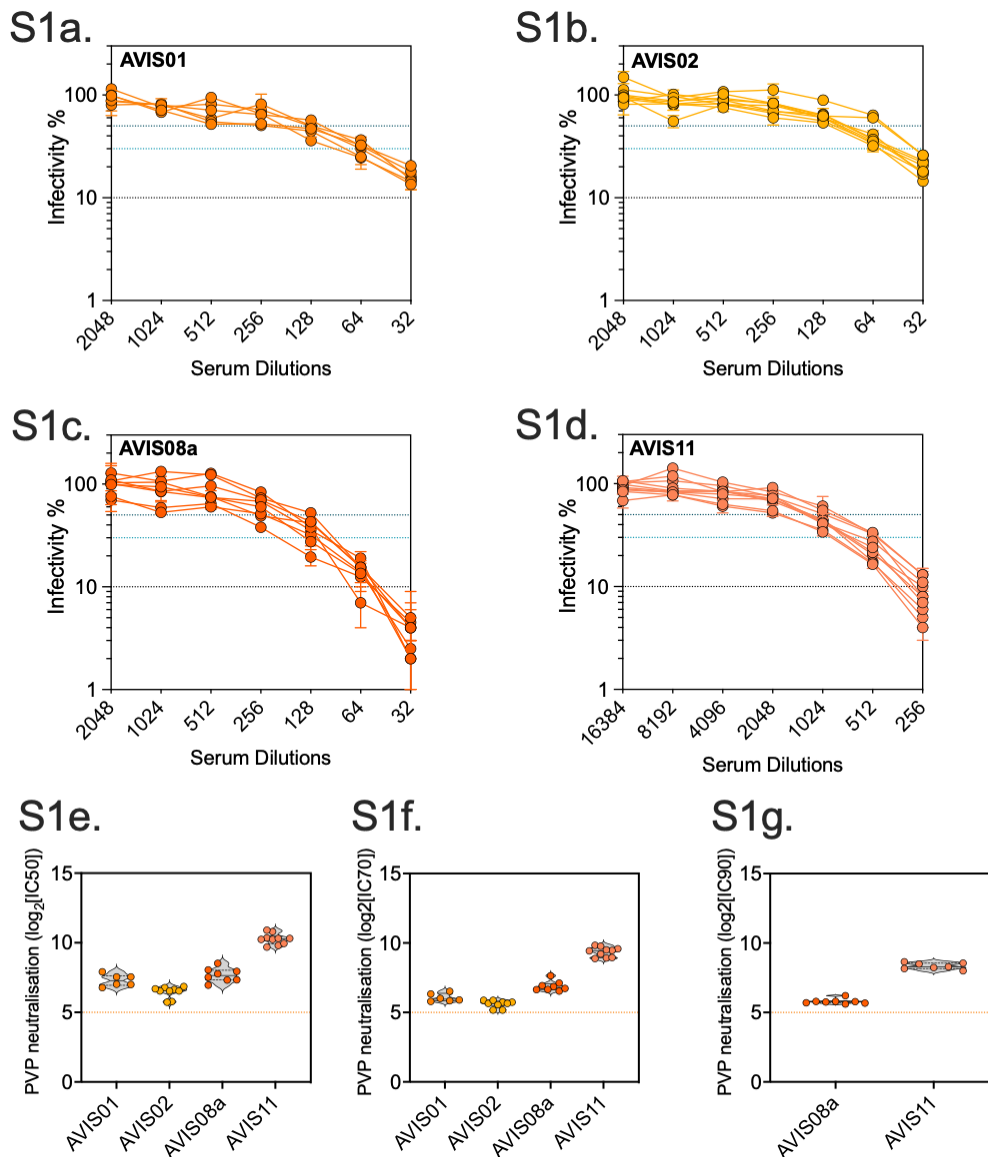 S1a.
AVIS01
Infectivity %
100
10
1
2048
1024
512
256
128
64
32
Serum Dilutions
S1b.
AVIS02
Infectivity %
100
10
1
2048
1024
512
256
128
64
32
Serum Dilutions
S1c.
AVIS08a
Infectivity %
100
10
1
2048
1024
512
256
128
64
32
Serum Dilutions
S1d.
AVIS11
Infectivity %
100
10
1
16384
8192
4096
2048
1024
512
256
Serum Dilutions
S1e.
PVP neutralisation (log₂[IC50])
15
10
5
0
AVIS01
AVIS02
AVIS08a
AVIS11
S1f.
PVP neutralisation (log2[IC70])
15
10
5
0
AVIS01
AVIS02
AVIS08a
AVIS11
S1g.
PVP neutralisation (log2[IC90])
15
10
5
0
AVIS08a
AVIS11